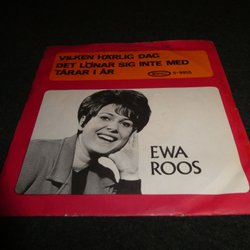 VILKEN HÄRLIG DAG
DET LÖNAR SIG INTE MED
TÅRAR I ÅR
EWA
ROOS